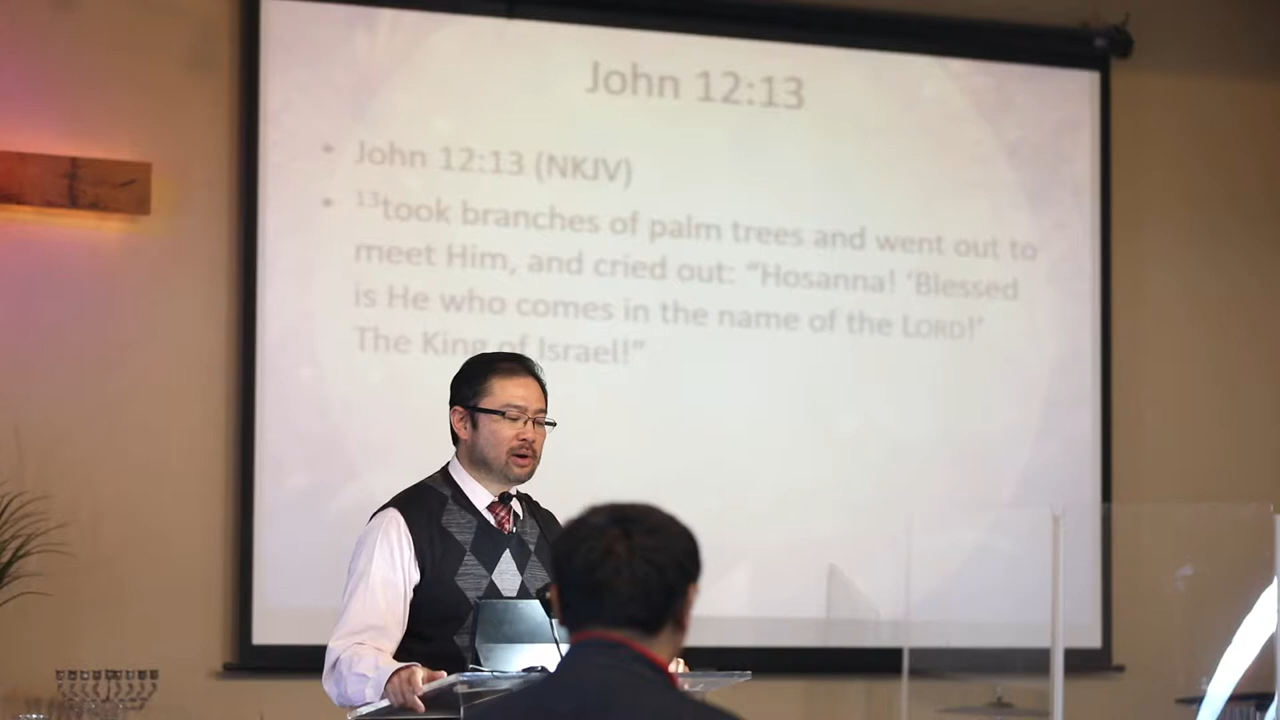 John 12:13
• John 12:13 (NKJV)
• ¹³took branches of palm trees and went out to
meet Him, and cried out: “Hosanna! ‘Blessed
is He who comes in the name of the LORD!’
The King of Israel!”